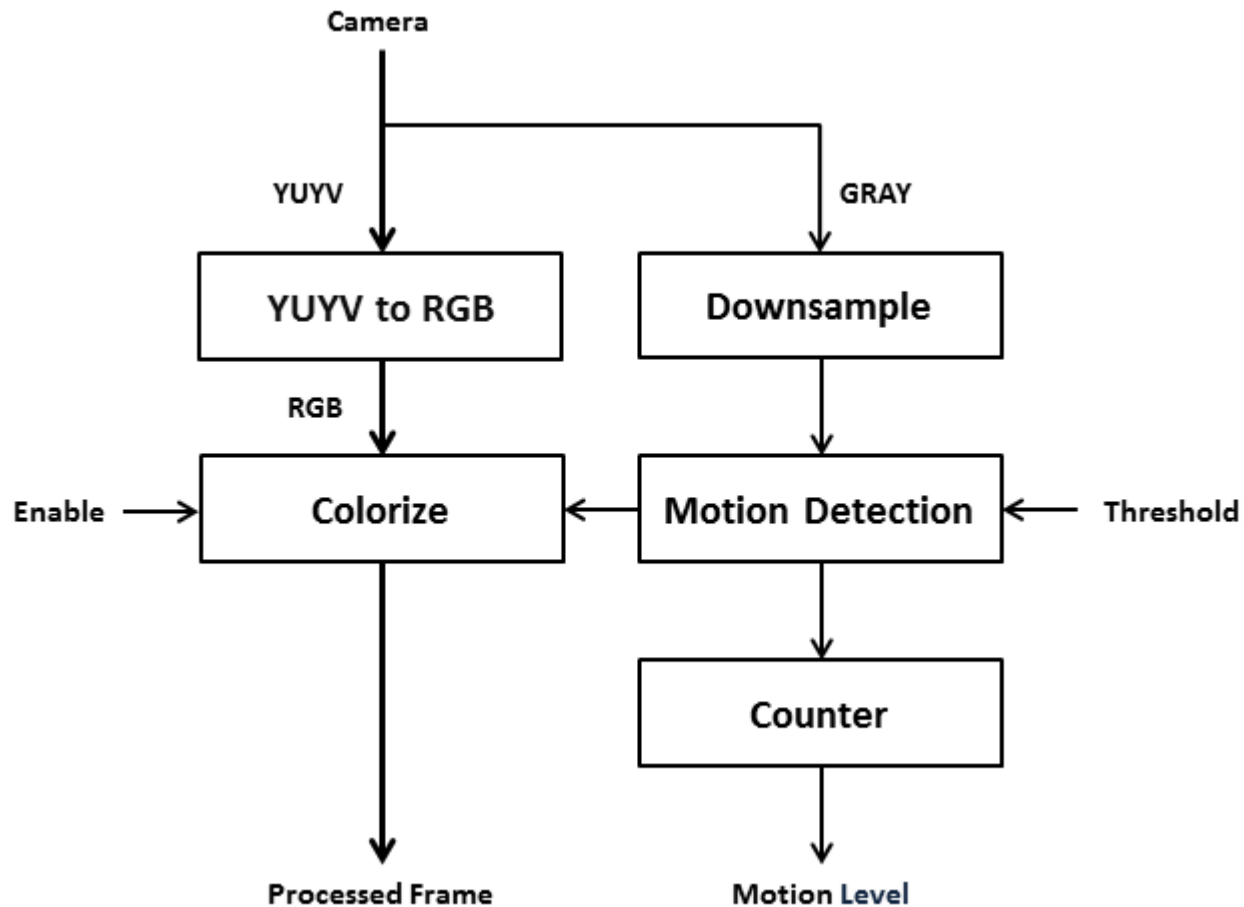 Camera
YUYV
GRAY
YUYV to RGB
Downsample
RGB
Enable
Colorize
Motion Detection
Threshold
Counter
Processed Frame
Motion Level